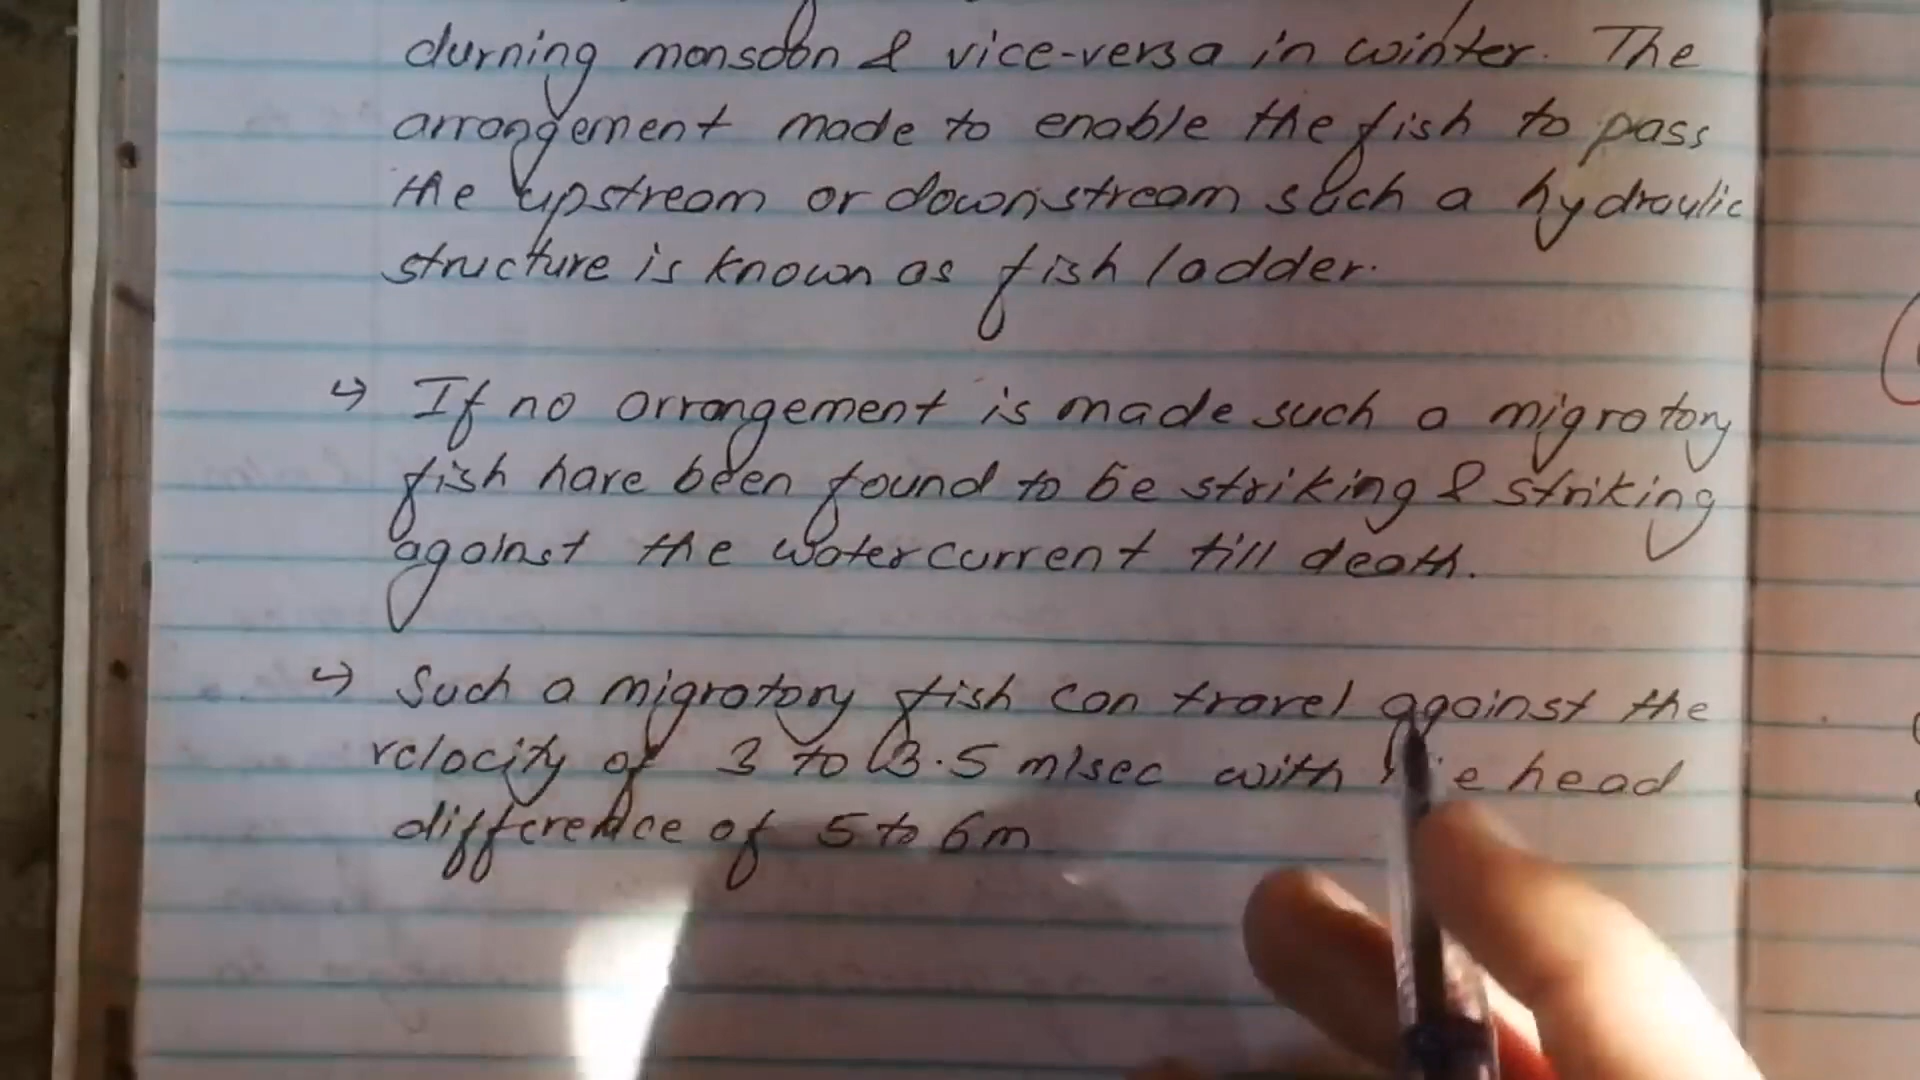 durning monsoon & vice-versa in winter. The
arrangement made to enable the fish to pass
the upstream or downstream such a hydraulic
structure is known as fish ladder.
↪ If no arrangement is made such a migratory
fish have been found to be striking & striking
against the water current till death.
↪ Such a migratory fish can travel against the
velocity of 3 to 3.5 m/sec with head
difference of 5 to 6m